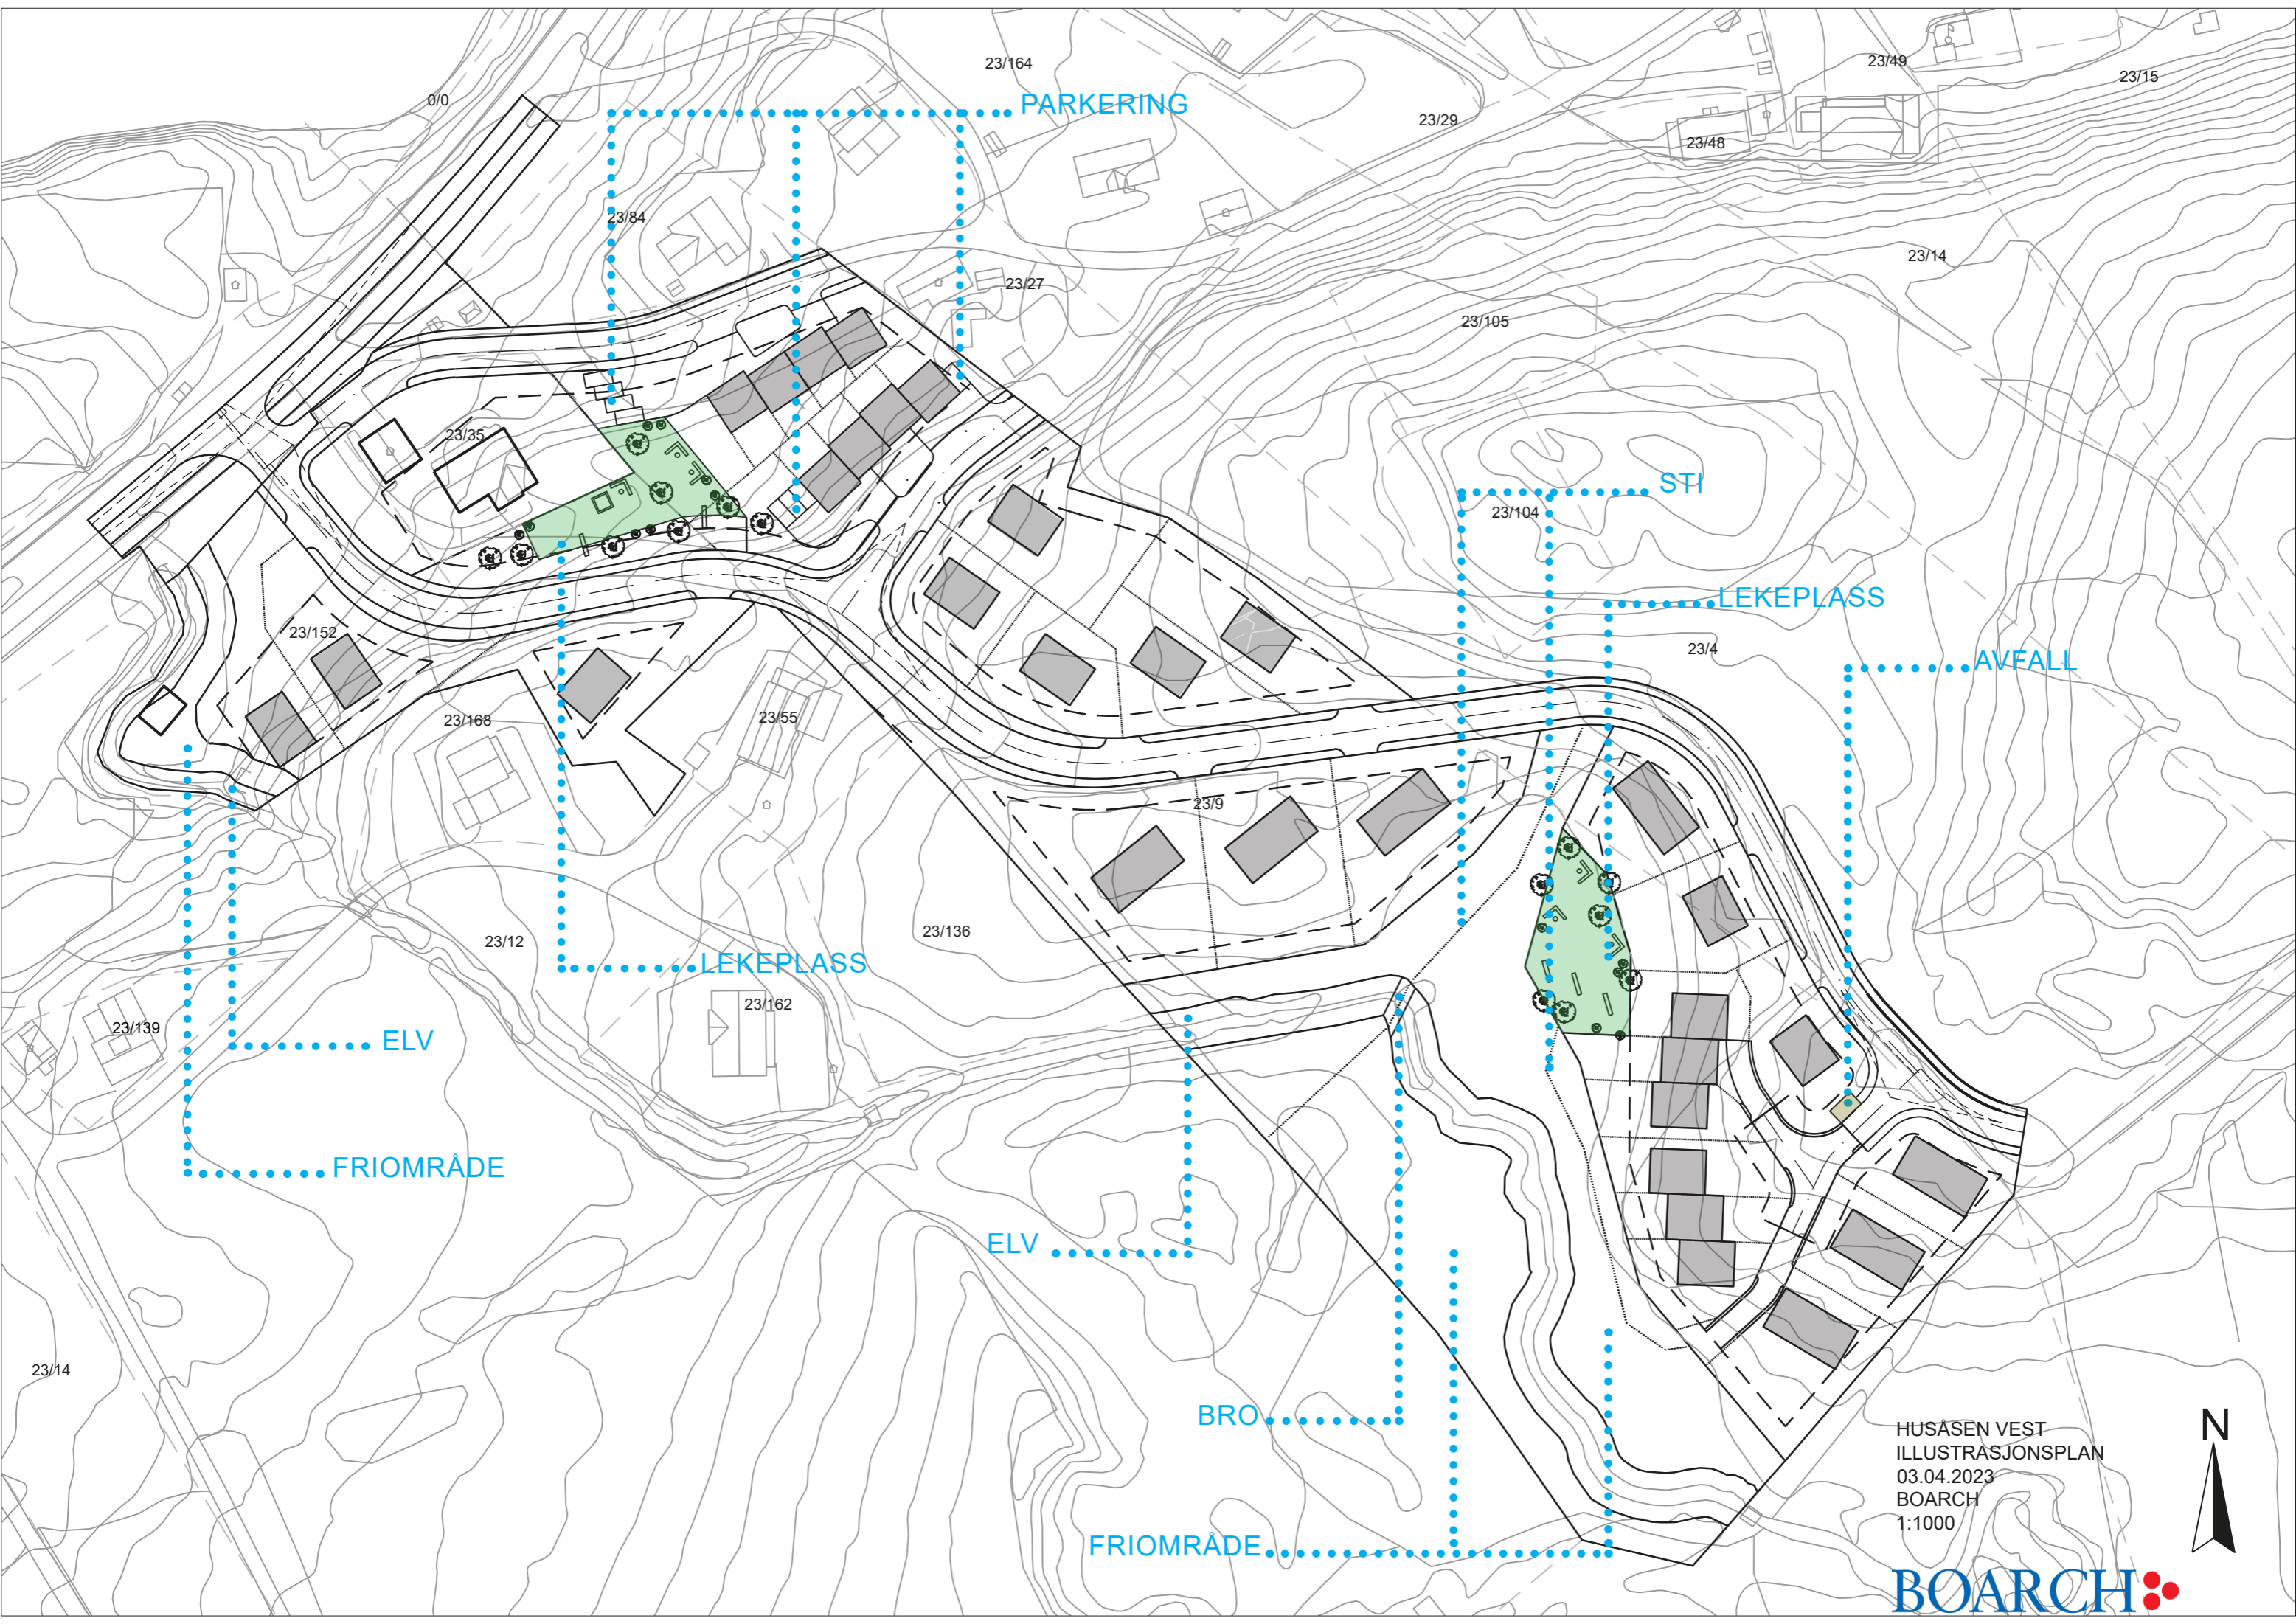 23/164
23/49
23/15
0/0
PARKERING
23/29
23/48
23/84
23/14
23/27
23/105
23/35
STI
23/104
LEKEPLASS
23/152
23/4
AVFALL
23/168
23/55
23/9
23/136
23/12
LEKEPLASS
23/162
23/139
ELV
FRIOMRÅDE
ELV
23/14
BRO
FRIOMRÅDE
HUSÅSEN VEST
ILLUSTRASJONSPLAN
03.04.2023
BOARCH
1:1000
N
BOARCH